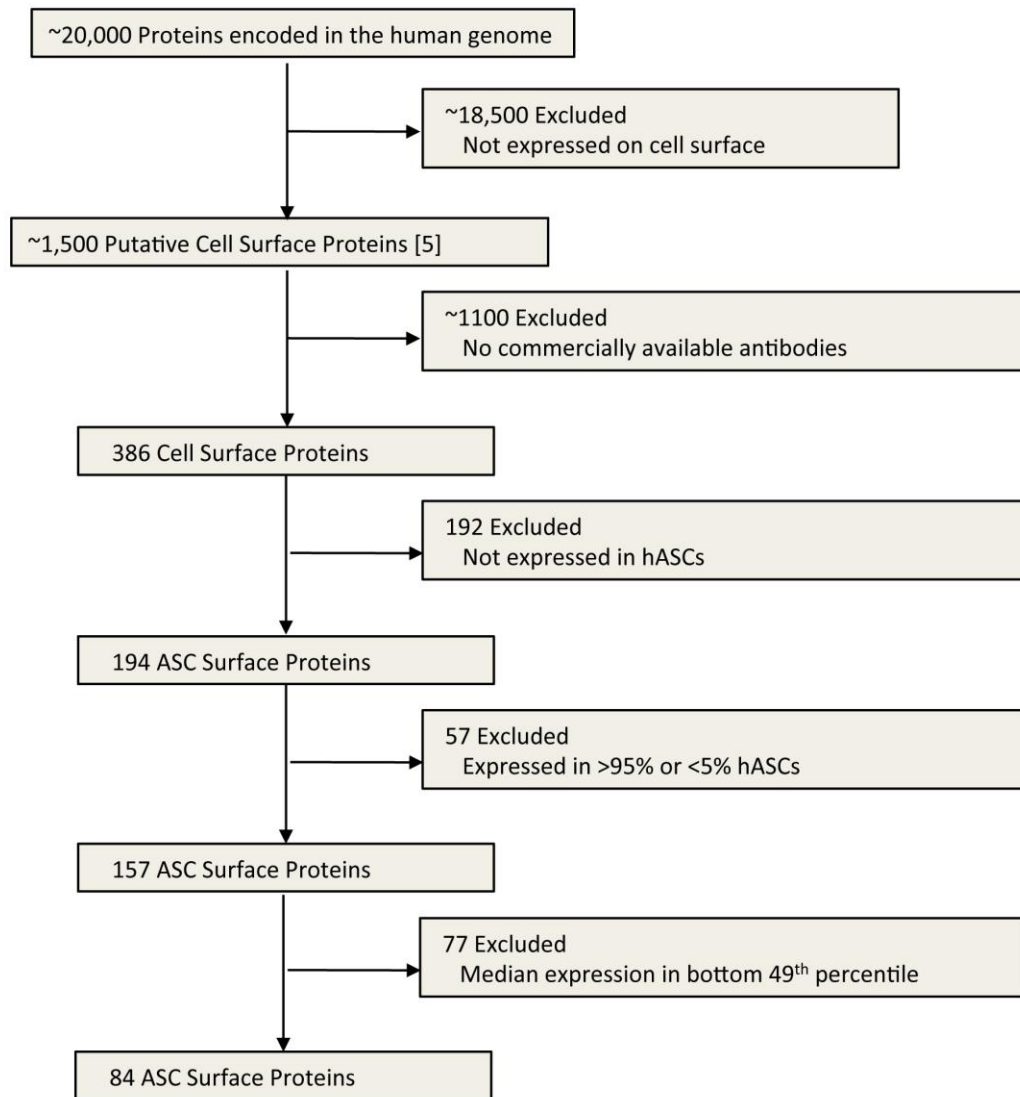 ~20,000 Proteins encoded in the human genome
~18,500 Excluded
Not expressed on cell surface
~1,500 Putative Cell Surface Proteins [5]
~1100 Excluded
No commercially available antibodies
386 Cell Surface Proteins
192 Excluded
Not expressed in hASCs
194 ASC Surface Proteins
57 Excluded
Expressed in >95% or <5% hASCs
157 ASC Surface Proteins
77 Excluded
Median expression in bottom 49th percentile
84 ASC Surface Proteins